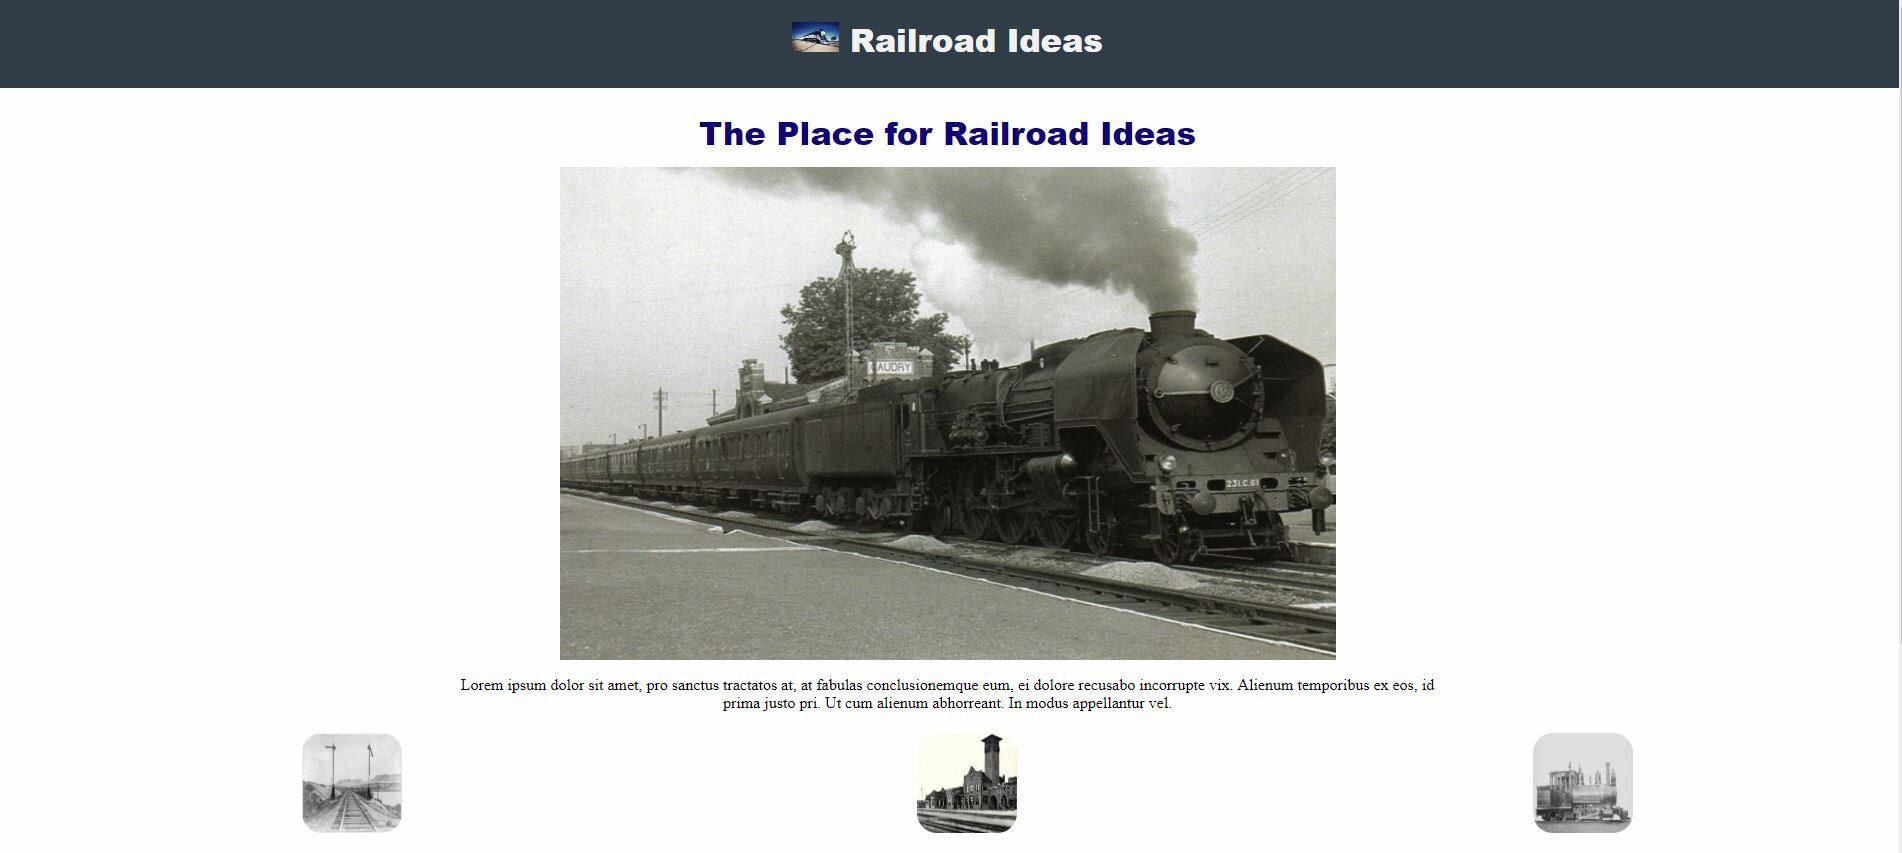 Railroad Ideas
The Place for Railroad Ideas
CAUDRY
231.C.61
Lorem ipsum dolor sit amet, pro sanctus tractatos at, at fabulas conclusionemque eum, ei dolore recusabo incorrupte vix. Alienum temporibus ex eos, id
prima justo pri. Ut cum alienum abhorreant. In modus appellantur vel.